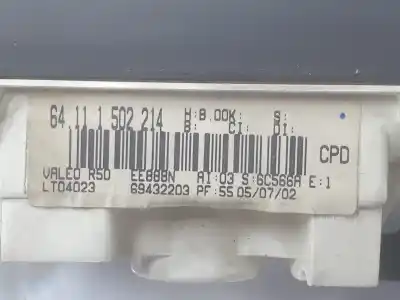 64.11 1 502 214 H:8.00K: S:
B: CI: DI:
CPD
VALEO R50 EE888N AI:03 S:6C566A E:1
LT04023 69432203 PF:55 05/07/02